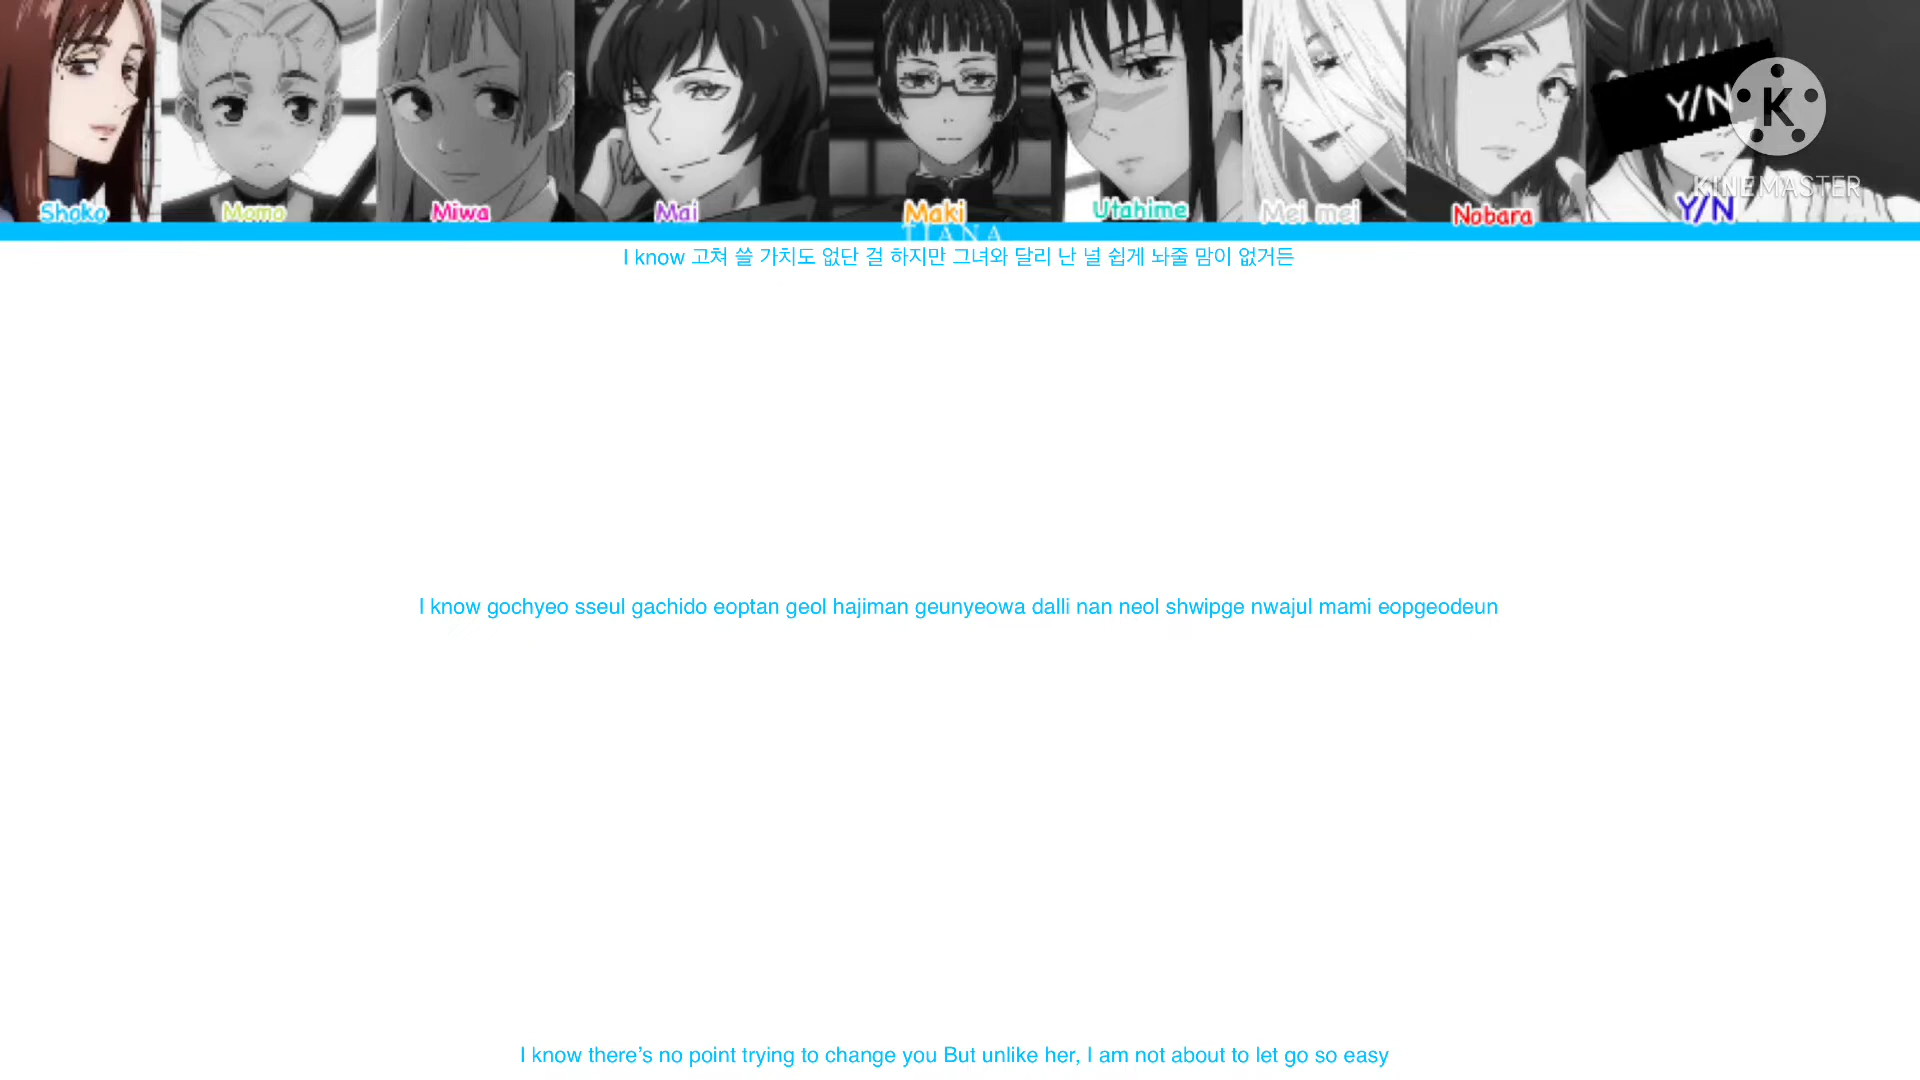 Y/N
K
KINEMASTER
Shoko
Momo
Miwa
Mai
Maki
Utahime
Mei mei
Nobara
Y/N
TIANA
I know 고쳐 쓸 가치도 없단 걸 하지만 그녀와 달리 난 널 쉽게 놔줄 맘이 없거든
I know gochyeo sseul gachido eoptan geol hajiman geunyeowa dalli nan neol shwipge nwajul mami eopgeodeun
I know there’s no point trying to change you But unlike her, I am not about to let go so easy